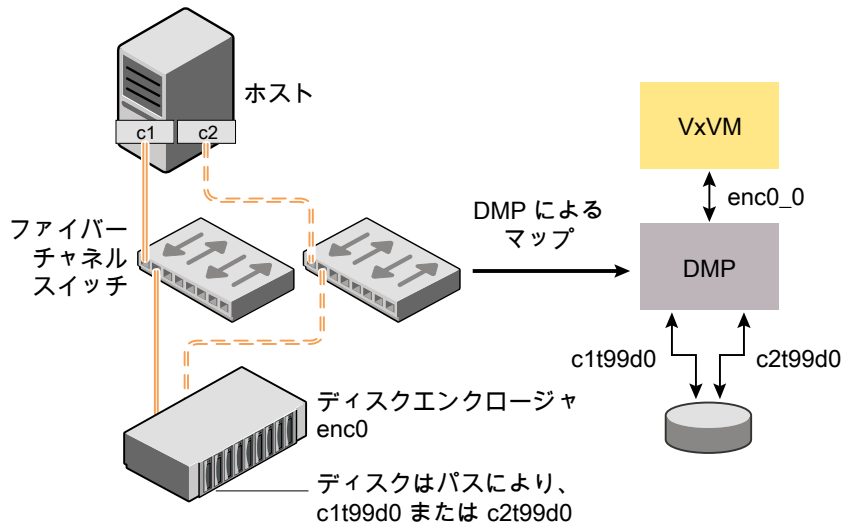 ホスト
c1
c2
VxVM
enc0_0
ファイバー
チャネル
スイッチ
DMP による
マップ
DMP
c1t99d0
c2t99d0
ディスクエンクロージャ
enc0
ディスクはパスにより、
c1t99d0 または c2t99d0